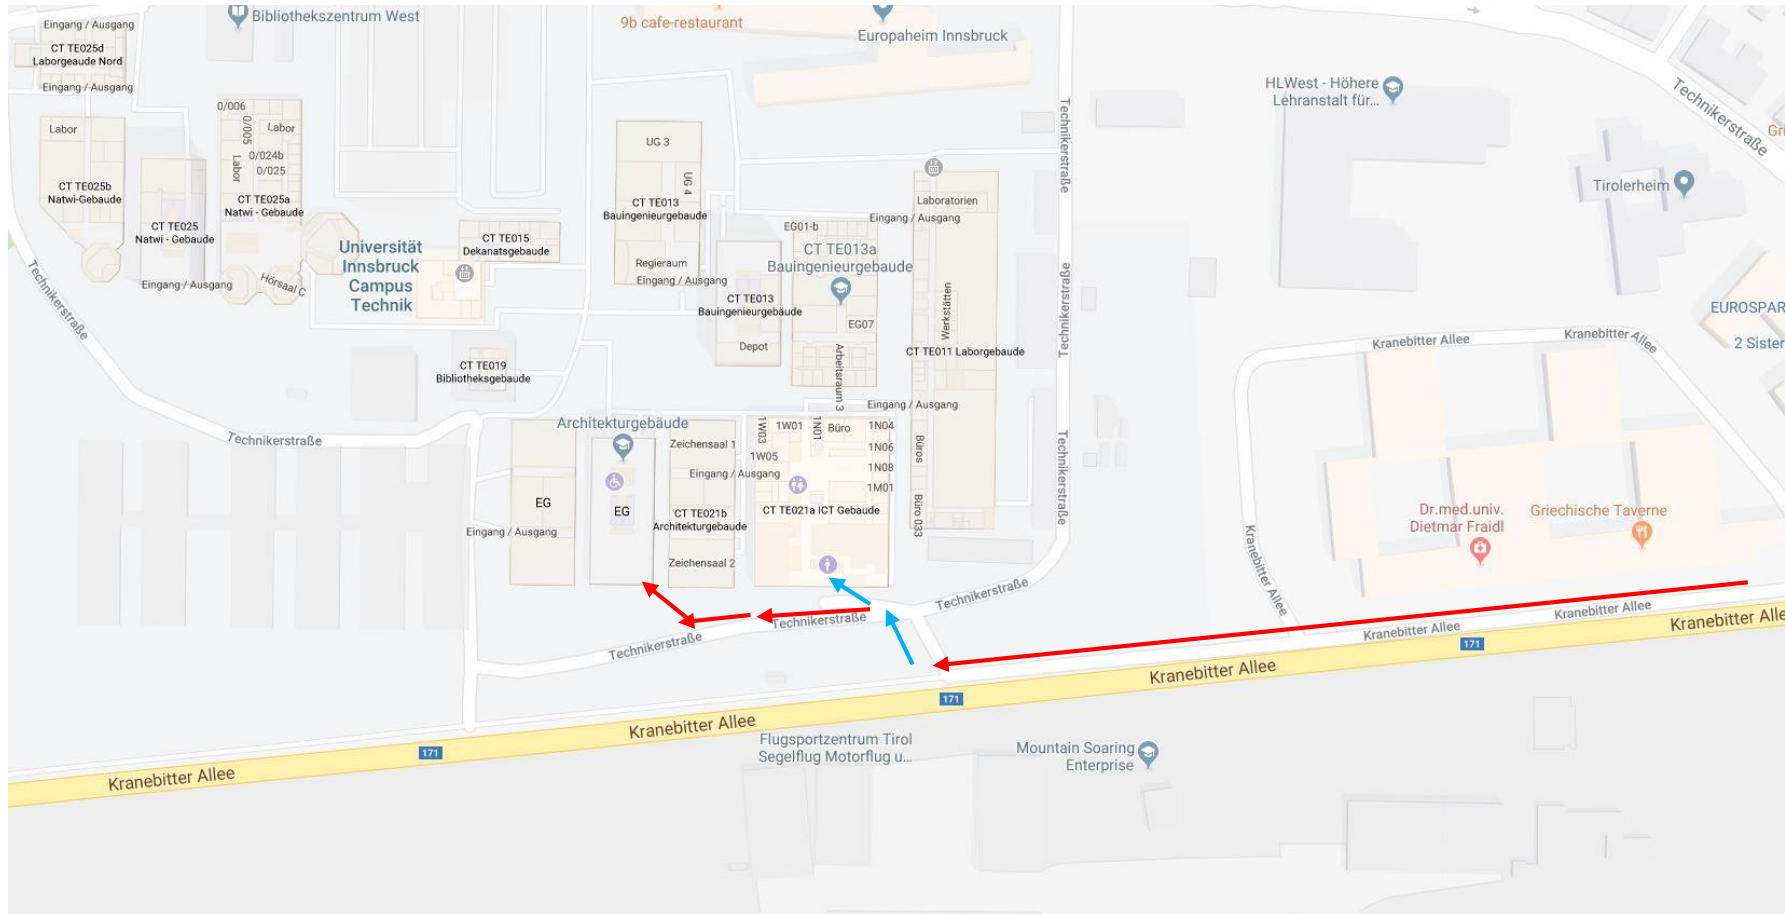 Eingang / Ausgang
CT TE025d
Laborgeaude Nord
Eingang / Ausgang
Bibliothekszentrum West
9b cafe-restaurant
Europaheim Innsbruck
HLWest - Höhere
Lehranstalt für...
Technikerstraße
Technikerstraße
Gri
Tirolerheim
Labor
CT TE025b
Natwi-Gebaude
CT TE025
Natwi - Gebaude
0/006
0/005
Labor
0/024b
0/025
Labor
CT TE025a
Natwi - Gebaude
Eingang / Ausgang
Hörsaal C
Technikerstraße
Universität
Innsbruck
Campus
Technik
CT TE015
Dekanatsgebaude
UG 3
UG 4
CT TE013
Bauingenieurgebäude
Regieraum
Eingang / Ausgang
CT TE013
Bauingenieurgebäude
Depot
EG01-b
CT TE013a
Bauingenieurgebäude
EG07
Arbeitsraum 3
Eingang / Ausgang
Laboratorien
Werkstätten
CT TE011 Laborgebaude
Eingang / Ausgang
Büros
Büro 033
Technikerstraße
Technikerstraße
Technikerstraße
EUROSPAR
2 Sister
Kranebitter Allee
Kranebitter Allee
Kranebitter Allee
CT TE019
Bibliotheksgebaude
Technikerstraße
Architekturgebäude
EG
EG
Eingang / Ausgang
Zeichensaal 1
Eingang / Ausgang
CT TE021b
Architekturgebaude
Zeichensaal 2
1W03
1W01
1N01
Büro
1N04
1W05
1N06
1N08
1M01
CT TE021a ICT Gebaude
Dr.med.univ.
Dietmar Fraidl
Griechische Taverne
Technikerstraße
Technikerstraße
Technikerstraße
Kranebitter Allee
Kranebitter Allee
Kranebitter Alle
171
Kranebitter Allee
171
Kranebitter Allee
171
Kranebitter Allee
Flugsportzentrum Tirol
Segelflug Motorflug u...
Mountain Soaring
Enterprise